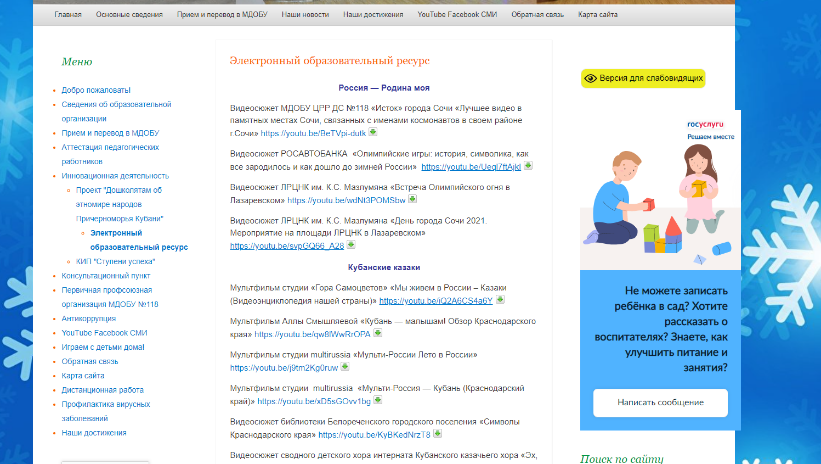 Главная Основные сведения Прием и перевод в МДОБУ Наши новости Наши достижения YouTube Facebook СМИ Обратная связь Карта сайта
Меню
Добро пожаловать!
Сведения об образовательной
организации
Прием и перевод в МДОБУ
Аттестация педагогических
работников
Инновационная деятельность
Проект "Дошколятам об
этномире народов
Причерноморья Кубани"
Электронный
образовательный ресурс
КИП "Ступени успеха"
Консультационный пункт
Первичная профсоюзная
организация МДОБУ №118
Антикоррупция
YouTube Facebook СМИ
Играем с детьми дома!
Обратная связь
Карта сайта
Дистанционная работа
Профилактика вирусных
заболеваний
Наши достижения
Электронный образовательный ресурс
Россия — Родина моя
Видеосюжет МДОБУ ЦРР ДС №118 «Исток» города Сочи «Лучшее видео в
памятных местах Сочи, связанных с именами космонавтов в своем районе
г.Сочи» https://youtu.be/BeTVpi-dutk
Видеосюжет РОСАВТОБАНКА «Олимпийские игры: история, символика, как
все зародилось и как дошло до зимней России»
Видеосюжет ЛРЦНК им. К.С. Мазлумяна «Встреча Олимпийского огня в
Лазаревском» https://youtu.be/wdNt3POMSbw
Видеосюжет ЛРЦНК им. К.С. Мазлумяна «День города Сочи 2021.
Мероприятие на площади ЛРЦНК в Лазаревском»
https://youtu.be/svpGQ66_A28
Кубанские казаки
Мультфильм студии «Гора Самоцветов» «Мы живем в России – Казаки
(Видеоэнциклопедия нашей страны)» https://youtu.be/iQ2A6CS4a6Y
Мультфильм Аллы Смышляевой «Кубань — малышам! Обзор Краснодарского
края» https://youtu.be/qw8lWwRrOPA
Мультфильм студии multirussia «Мульти-России Лето в России»
https://youtu.be/j9tm2Kg0ruw
Мультфильм студии multirussia «Мульти-Россия — Кубань (Краснодарский
край)» https://youtu.be/xD5sGOvv1bg
Видеосюжет библиотеки Белореченского городского поселения «Символы
Краснодарского края» https://youtu.be/KyBKedNrzT8
Видеосюжет сводного детского хора интерната Кубанского казачьего хора «Эх,
Версия для слабовидящих
госуслуги
Решаем вместе
Не можете записать
ребёнка в сад? Хотите
рассказать о
воспитателях? Знаете, как
улучшить питание и
занятия?
Написать сообщение
Поиск по сайту